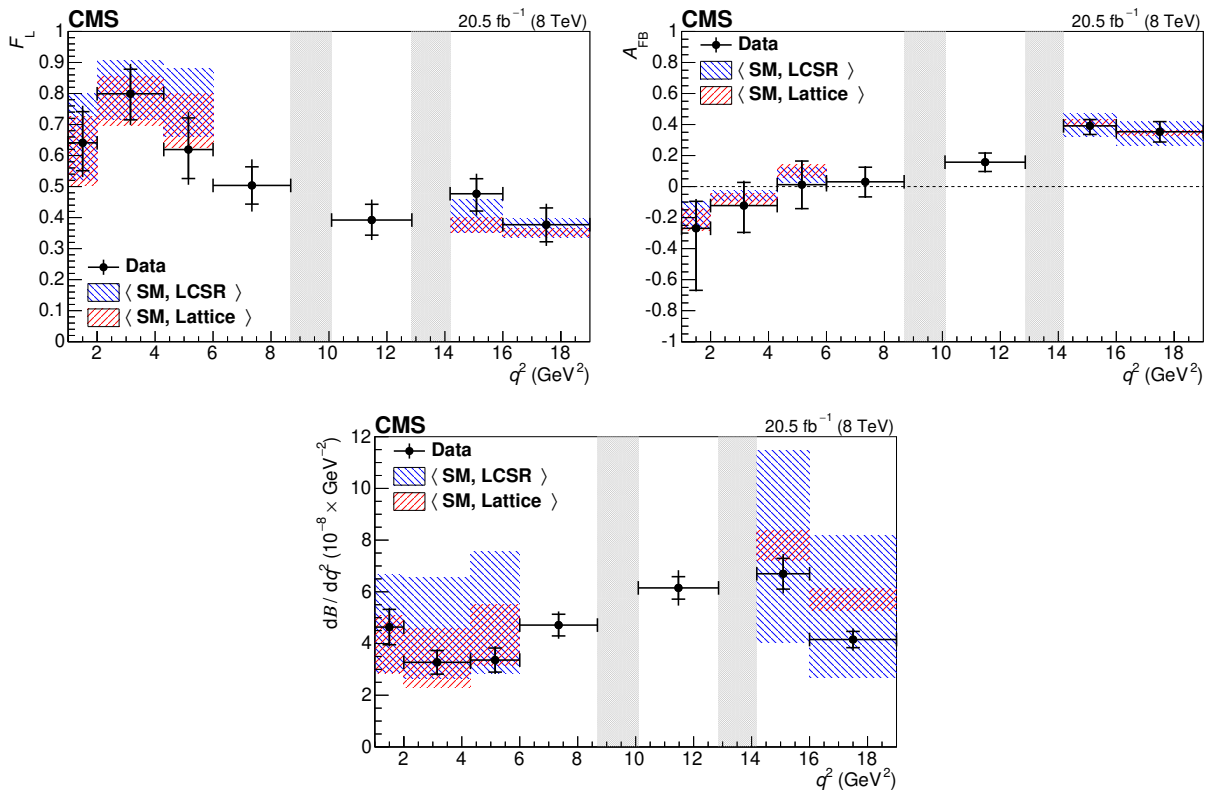 CMS
20.5 fb⁻¹ (8 TeV)
F_L
1
0.9
0.8
0.7
0.6
0.5
0.4
0.3
0.2
0.1
0
Data
⟨ SM, LCSR ⟩
⟨ SM, Lattice ⟩
2 4 6 8 10 12 14 16 18
q² (GeV²)
CMS
20.5 fb⁻¹ (8 TeV)
A_FB
1
0.8
0.6
0.4
0.2
0
-0.2
-0.4
-0.6
-0.8
-1
Data
⟨ SM, LCSR ⟩
⟨ SM, Lattice ⟩
2 4 6 8 10 12 14 16 18
q² (GeV²)
CMS
20.5 fb⁻¹ (8 TeV)
dB / dq² (10⁻⁸ × GeV⁻²)
12
10
8
6
4
2
0
Data
⟨ SM, LCSR ⟩
⟨ SM, Lattice ⟩
2 4 6 8 10 12 14 16 18
q² (GeV²)